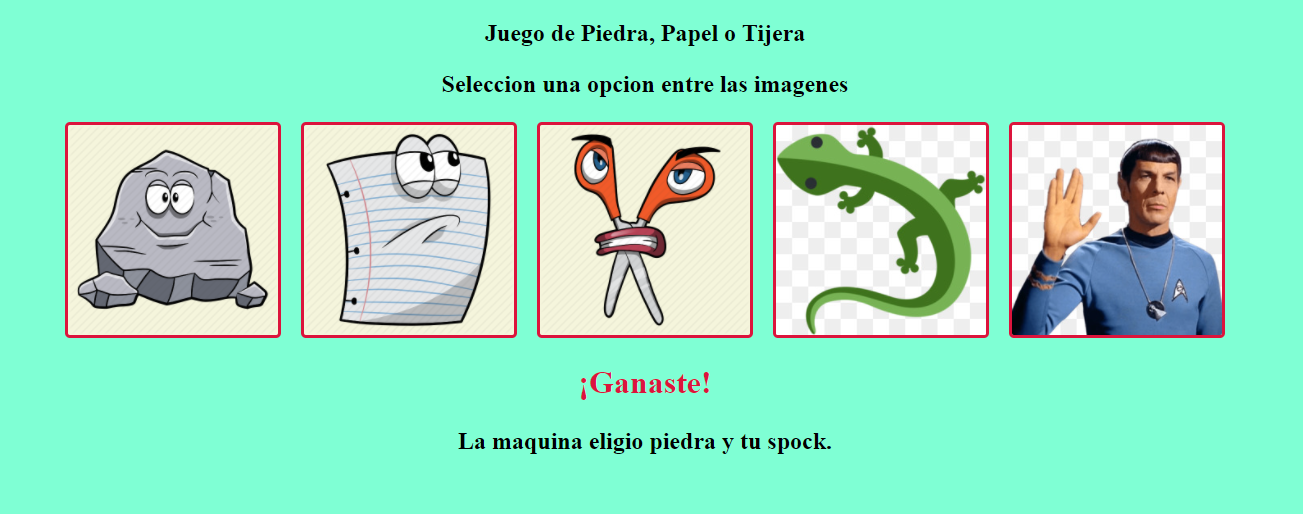 Juego de Piedra, Papel o Tijera
Seleccion una opcion entre las imagenes
¡Ganaste!
La maquina eligio piedra y tu spock.